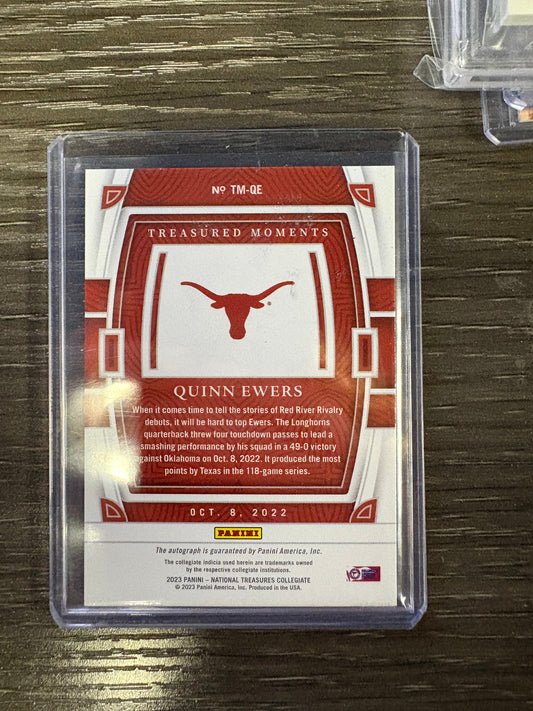 Nº TM-QE
TREASURED MOMENTS
®
QUINN EWERS
When it comes time to tell the stories of Red River Rivalry
debuts, it will be hard to top Ewers. The Longhorns
quarterback threw four touchdown passes to lead a
smashing performance by his squad in a 49-0 victory
against Oklahoma on Oct. 8, 2022. It produced the most
points by Texas in the 118-game series.
OCT. 8, 2022
PANINI
The autograph is guaranteed by Panini America, Inc.
The collegiate indicia used herein are trademarks owned
by the respective collegiate institutions.
2023 PANINI – NATIONAL TREASURES COLLEGIATE
© 2023 Panini America, Inc. Produced in the USA.